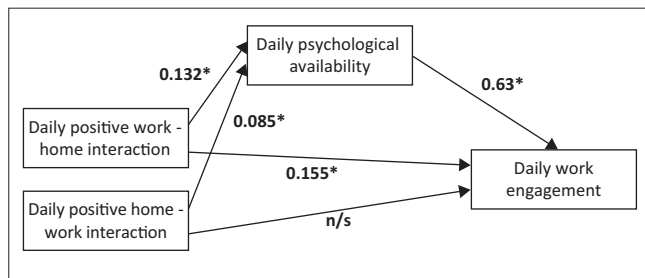 Daily psychological
availability
0.132*
0.63*
0.085*
Daily positive work -
home interaction
0.155*
Daily work
engagement
Daily positive home -
work interaction
n/s